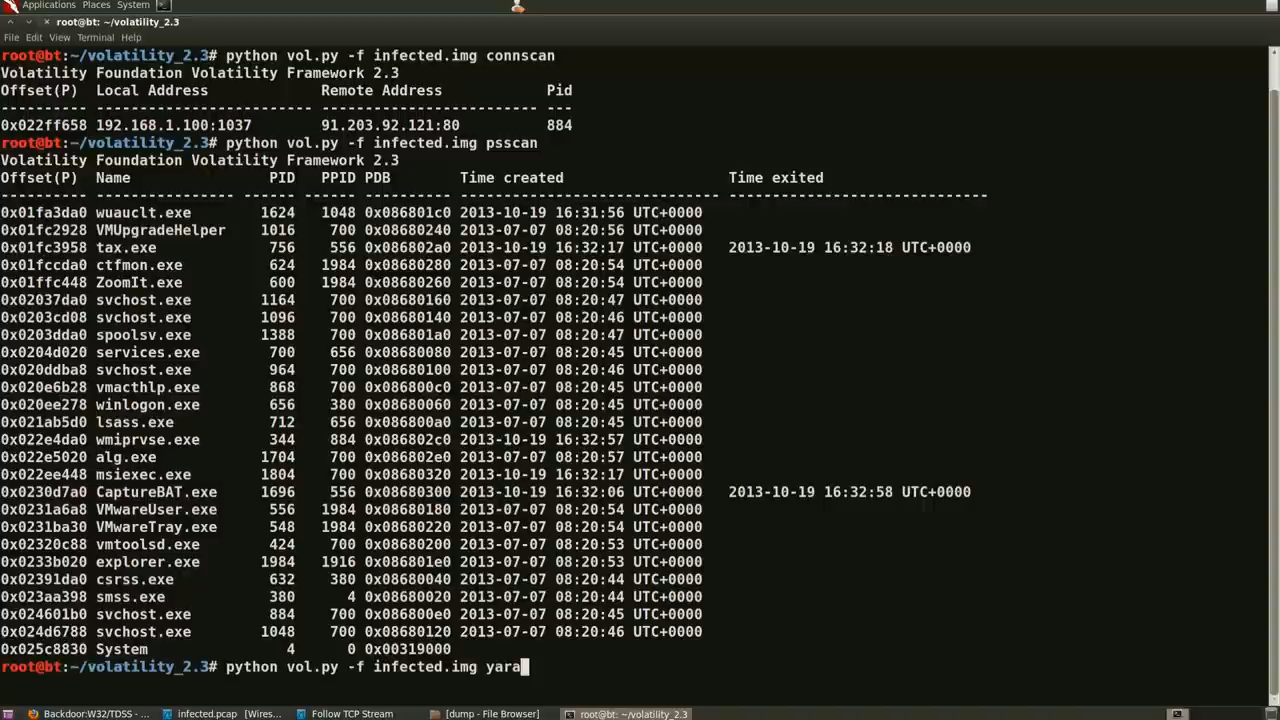 Applications Places System
root@bt: ~/volatility_2.3
File Edit View Terminal Help
root@bt:~/volatility_2.3# python vol.py -f infected.img connscan
Volatility Foundation Volatility Framework 2.3
Offset(P)  Local Address             Remote Address            Pid
---------- ------------------------- ------------------------- ---
0x022ff658 192.168.1.100:1037        91.203.92.121:80          884
root@bt:~/volatility_2.3# python vol.py -f infected.img psscan
Volatility Foundation Volatility Framework 2.3
Offset(P)  Name                PID   PPID PDB        Time created                   Time exited
---------- ---------------- ------ ------ ---------- ------------------------------ ------------------------------
0x01fa3da0 wuauclt.exe        1624   1048 0x086801c0 2013-10-19 16:31:56 UTC+0000
0x01fc2928 VMUpgradeHelper    1016    700 0x08680240 2013-07-07 08:20:56 UTC+0000
0x01fc3958 tax.exe             756    556 0x086802a0 2013-10-19 16:32:17 UTC+0000   2013-10-19 16:32:18 UTC+0000
0x01fccda0 ctfmon.exe          624   1984 0x08680280 2013-07-07 08:20:54 UTC+0000
0x01ffc448 ZoomIt.exe          600   1984 0x08680260 2013-07-07 08:20:54 UTC+0000
0x02037da0 svchost.exe        1164    700 0x08680160 2013-07-07 08:20:47 UTC+0000
0x0203cd08 svchost.exe        1096    700 0x08680140 2013-07-07 08:20:46 UTC+0000
0x0203dda0 spoolsv.exe        1388    700 0x086801a0 2013-07-07 08:20:47 UTC+0000
0x0204d020 services.exe        700    656 0x08680080 2013-07-07 08:20:45 UTC+0000
0x020ddba8 svchost.exe         964    700 0x08680100 2013-07-07 08:20:46 UTC+0000
0x020e6b28 vmacthlp.exe        868    700 0x086800c0 2013-07-07 08:20:45 UTC+0000
0x020ee278 winlogon.exe        656    380 0x08680060 2013-07-07 08:20:45 UTC+0000
0x021ab5d0 lsass.exe           712    656 0x086800a0 2013-07-07 08:20:45 UTC+0000
0x022e4da0 wmiprvse.exe        344    884 0x086802c0 2013-10-19 16:32:57 UTC+0000
0x022e5020 alg.exe            1704    700 0x086802e0 2013-07-07 08:20:57 UTC+0000
0x022ee448 msiexec.exe        1804    700 0x08680320 2013-10-19 16:32:17 UTC+0000
0x0230d7a0 CaptureBAT.exe     1696    556 0x08680300 2013-10-19 16:32:06 UTC+0000   2013-10-19 16:32:58 UTC+0000
0x0231a6a8 VMwareUser.exe      556   1984 0x08680180 2013-07-07 08:20:54 UTC+0000
0x0231ba30 VMwareTray.exe      548   1984 0x08680220 2013-07-07 08:20:54 UTC+0000
0x02320c88 vmtoolsd.exe        424    700 0x08680200 2013-07-07 08:20:53 UTC+0000
0x0233b020 explorer.exe       1984   1916 0x086801e0 2013-07-07 08:20:53 UTC+0000
0x02391da0 csrss.exe           632    380 0x08680040 2013-07-07 08:20:44 UTC+0000
0x023aa398 smss.exe            380      4 0x08680020 2013-07-07 08:20:44 UTC+0000
0x024601b0 svchost.exe         884    700 0x086800e0 2013-07-07 08:20:45 UTC+0000
0x024d6788 svchost.exe        1048    700 0x08680120 2013-07-07 08:20:46 UTC+0000
0x025c8830 System                4      0 0x00319000
root@bt:~/volatility_2.3# python vol.py -f infected.img yara
Backdoor:W32/TDSS - ... infected.pcap [Wires... Follow TCP Stream [dump - File Browser] root@bt: ~/volatility_2.3